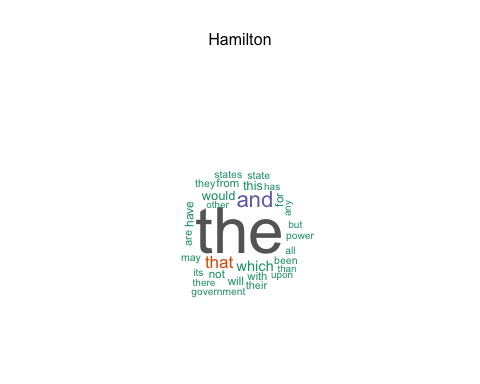 Hamilton
states state
they from this has
would and for any
other
are have the but
power
may that which all
been
its not with upon than
there will their
government